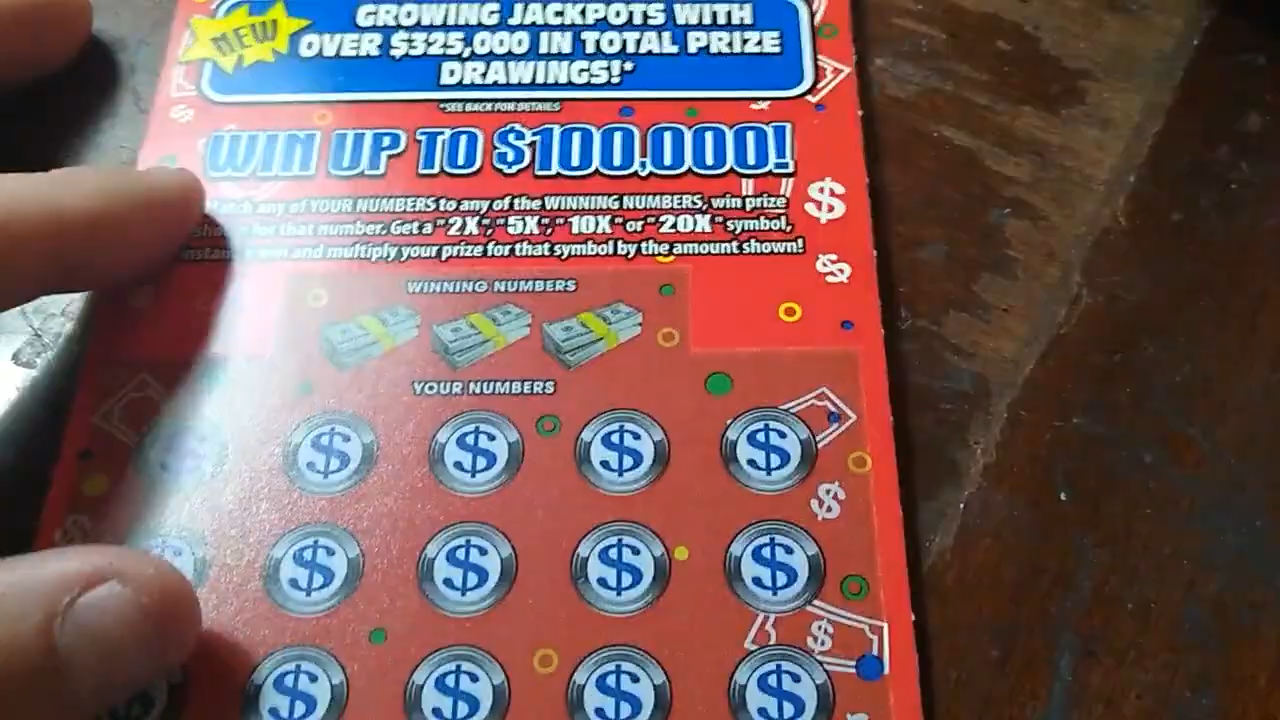 NEW
GROWING JACKPOTS WITH
OVER $325,000 IN TOTAL PRIZE
DRAWINGS!*
*SEE BACK FOR DETAILS
WIN UP TO $100,000!
Match any of YOUR NUMBERS to any of the WINNING NUMBERS, win prize
for that number. Get a "2X", "5X", "10X" or "20X" symbol,
win and multiply your prize for that symbol by the amount shown!
WINNING NUMBERS
YOUR NUMBERS
$ $ $ $
$ $ $ $
$ $ $ $